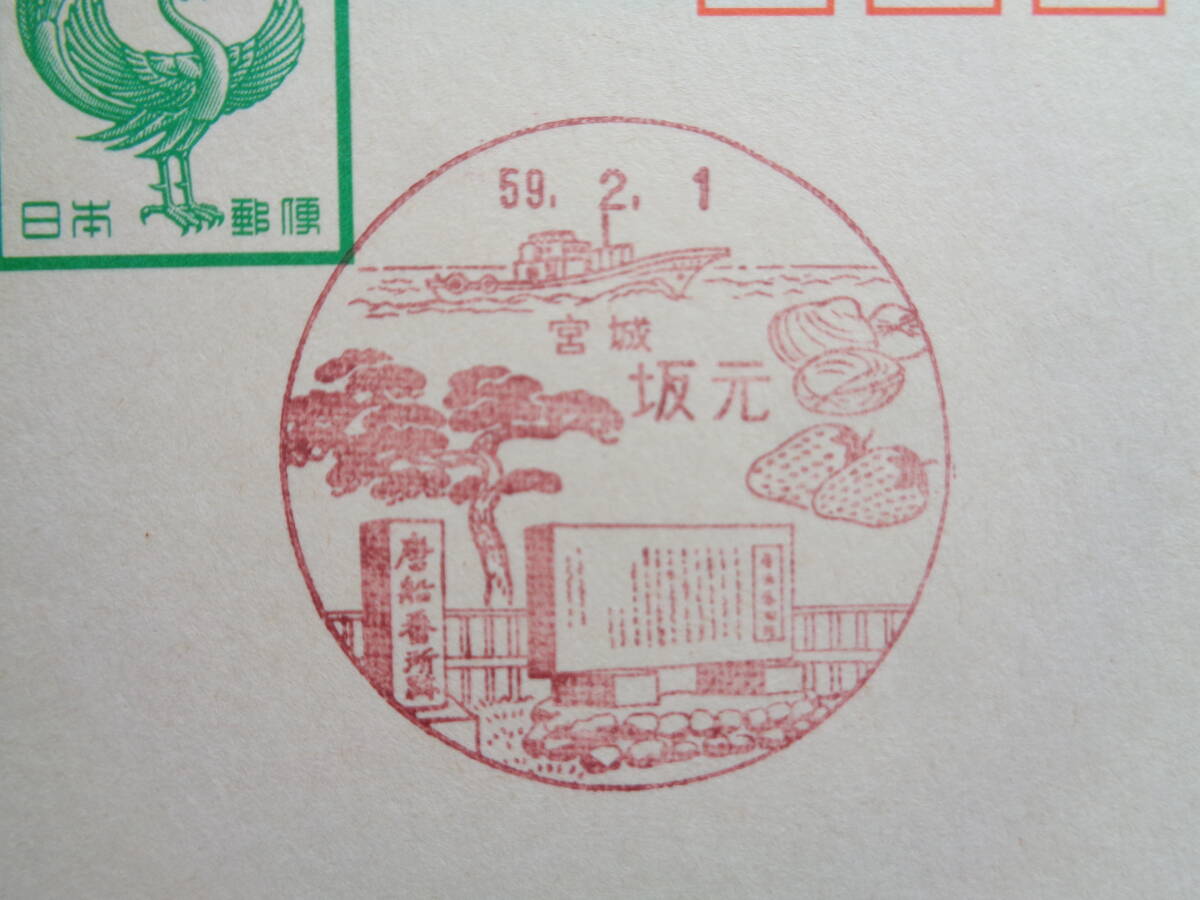 日本 郵便
59. 2. 1
宮城
坂元
唐船番所跡